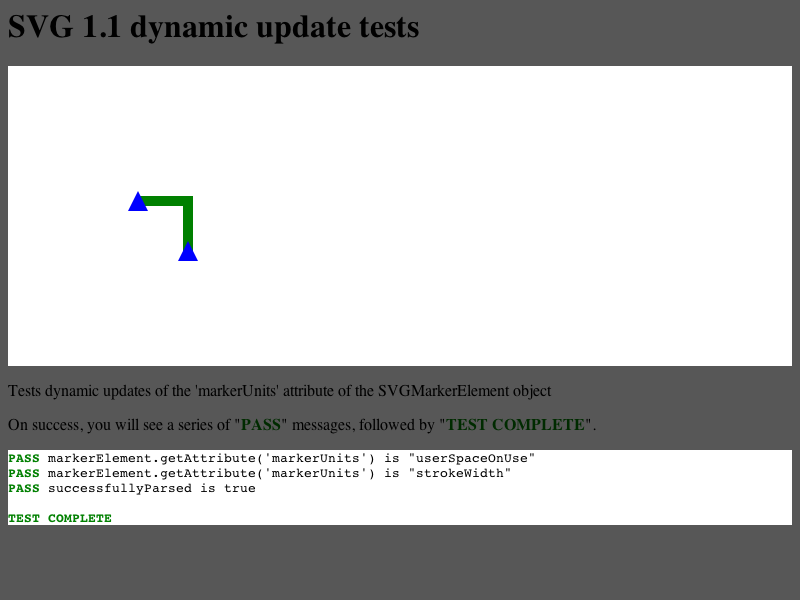 SVG 1.1 dynamic update tests
Tests dynamic updates of the 'markerUnits' attribute of the SVGMarkerElement object
On success, you will see a series of "PASS" messages, followed by "TEST COMPLETE".
PASS markerElement.getAttribute('markerUnits') is "userSpaceOnUse"
PASS markerElement.getAttribute('markerUnits') is "strokeWidth"
PASS successfullyParsed is true
TEST COMPLETE